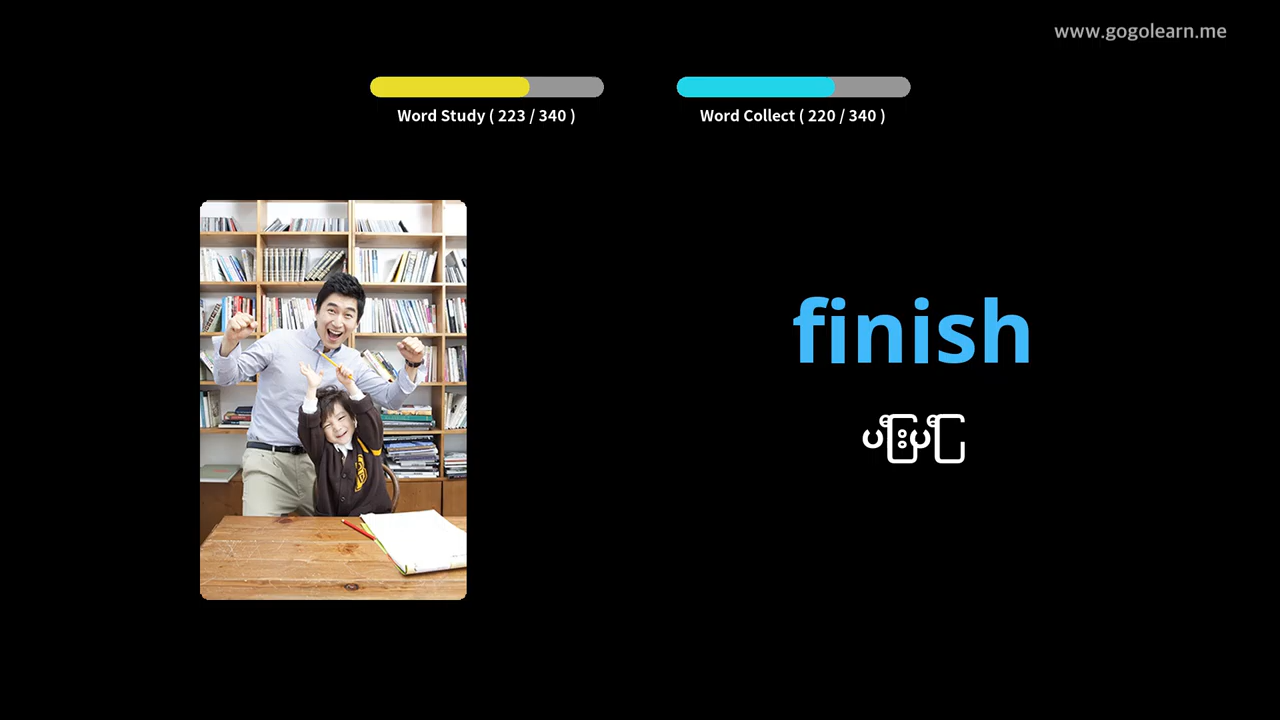 www.gogolearn.me
Word Study ( 223 / 340 )
Word Collect ( 220 / 340 )
finish
ပြီးပြီ